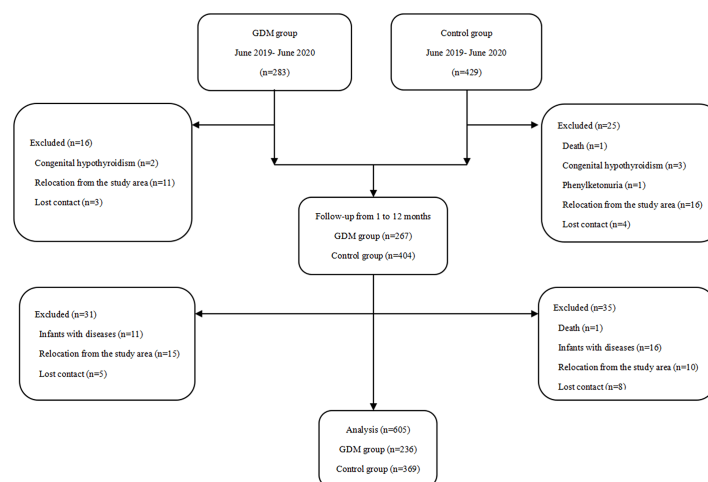 GDM group
June 2019- June 2020
(n=283)
Control group
June 2019- June 2020
(n=429)
Excluded (n=16)
Congenital hypothyroidism (n=2)
Relocation from the study area (n=11)
Lost contact (n=3)
Excluded (n=25)
Death (n=1)
Congenital hypothyroidism (n=3)
Phenylketonuria (n=1)
Relocation from the study area (n=16)
Lost contact (n=4)
Follow-up from 1 to 12 months
GDM group (n=267)
Control group (n=404)
Excluded (n=31)
Infants with diseases (n=11)
Relocation from the study area (n=15)
Lost contact (n=5)
Excluded (n=35)
Death (n=1)
Infants with diseases (n=16)
Relocation from the study area (n=10)
Lost contact (n=8)
Analysis (n=605)
GDM group (n=236)
Control group (n=369)